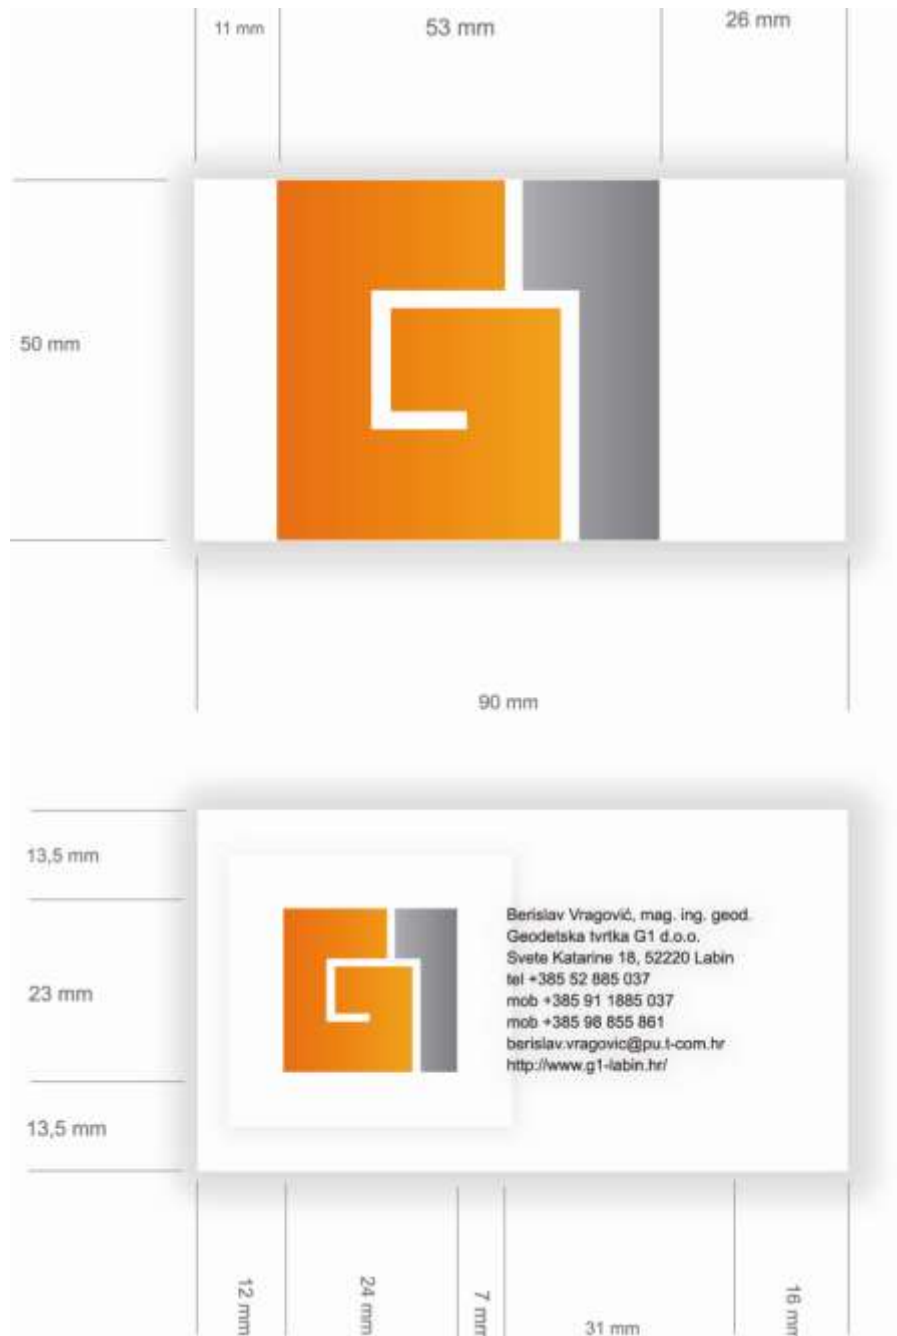 11 mm
53 mm
26 mm
50 mm
90 mm
13,5 mm
23 mm
13,5 mm
Berislav Vragović, mag. ing. geod.
Geodetska tvrtka G1 d.o.o.
Svete Katarine 18, 52220 Labin
tel +385 52 885 037
mob +385 91 1885 037
mob +385 98 855 861
berislav.vragovic@pu.t-com.hr
http://www.g1-labin.hr/
12 mm
24 mm
7 mm
31 mm
16 mm